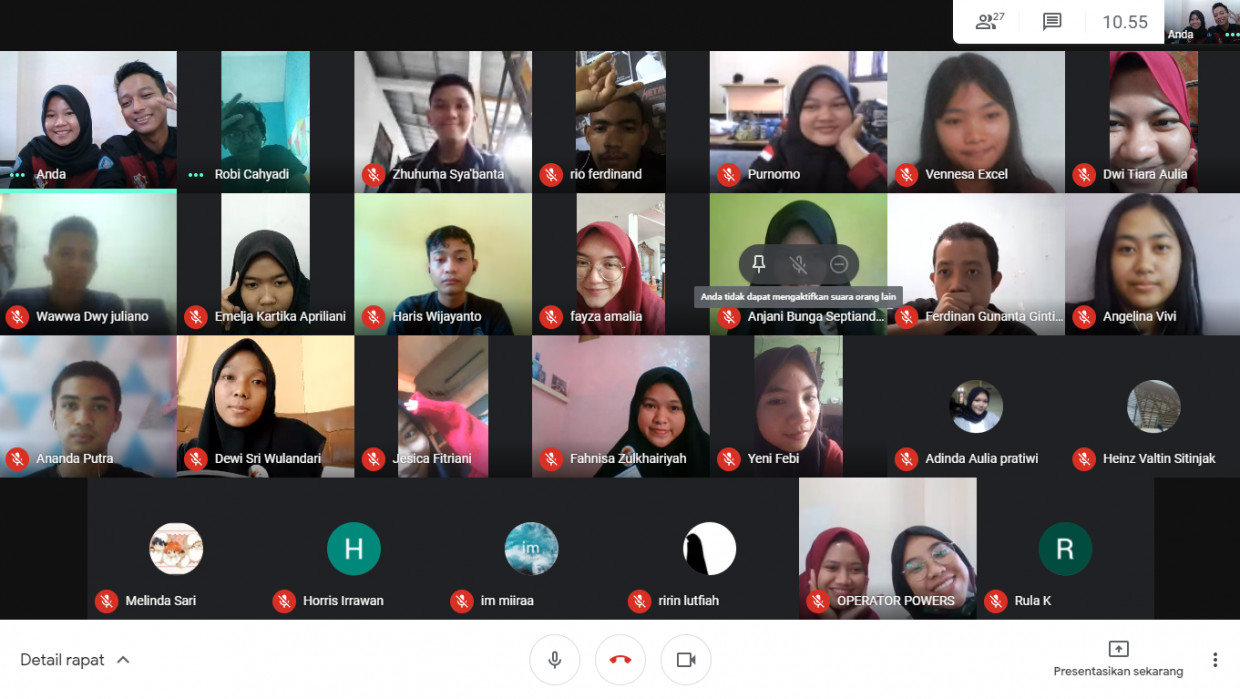 27
10.55
Anda
Anda
Robi Cahyadi
Zhuhuma Sya'banta
rio ferdinand
Purnomo
Vennesa Excel
Dwi Tiara Aulia
Wawwa Dwy juliano
Emelja Kartika Apriliani
Haris Wijayanto
fayza amalia
Anda tidak dapat mengaktifkan suara orang lain
Anjani Bunga Septiand...
Ferdinan Gunanta Ginti...
Angelina Vivi
Ananda Putra
Dewi Sri Wulandari
Jesica Fitriani
Fahnisa Zulkhairiyah
Yeni Febi
Adinda Aulia pratiwi
Heinz Valtin Sitinjak
H
im
R
Melinda Sari
Horris Irrawan
im miiraa
ririn lutfiah
OPERATOR POWERS
Rula K
Detail rapat
Presentasikan sekarang